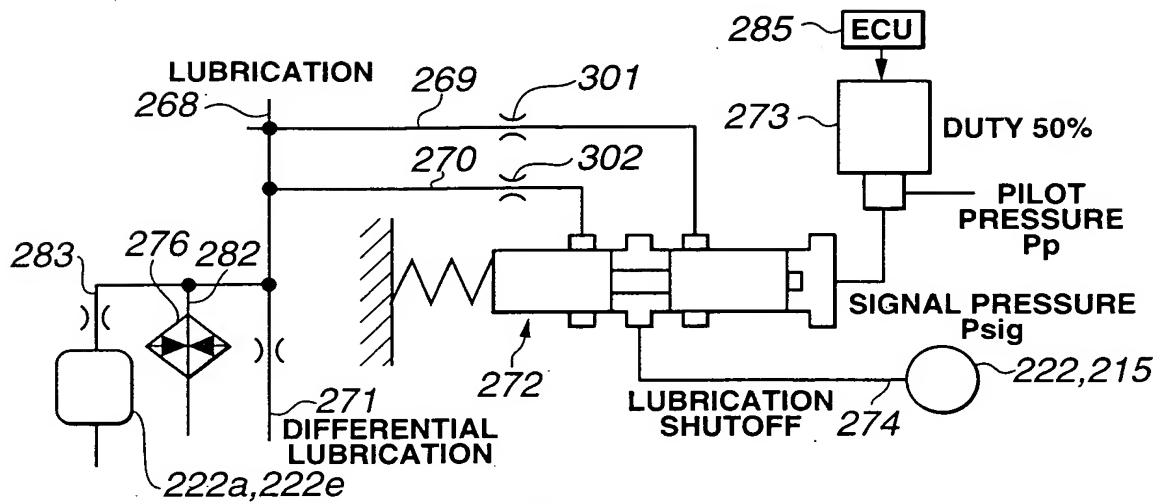 285
ECU
LUBRICATION
268
269
301
273
DUTY 50%
270
302
PILOT
PRESSURE
Pp
283
276
282
SIGNAL PRESSURE
Psig
272
222,215
271
LUBRICATION
SHUTOFF
274
DIFFERENTIAL
LUBRICATION
222a,222e